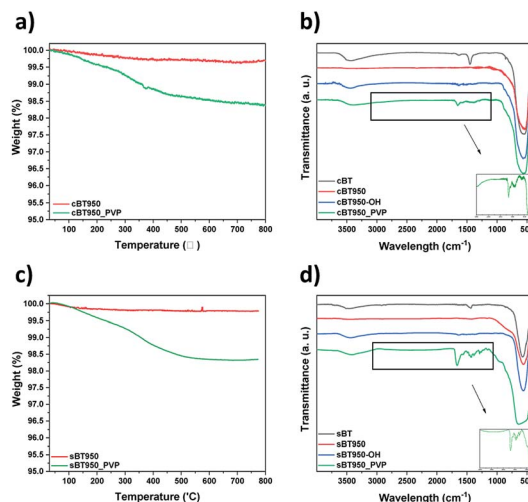 a)
100.0
99.5
99.0
98.5
98.0
97.5
97.0
96.5
96.0
95.5
95.0
Weight (%)
cBT950
cBT950_PVP
0 100 200 300 400 500 600 700 800
Temperature (□)
b)
Transmittance (a. u.)
cBT
cBT950
cBT950-OH
cBT950_PVP
3500 3000 2500 2000 1500 1000 500
Wavelength (cm-1)
c)
100.0
99.5
99.0
98.5
98.0
97.5
97.0
96.5
96.0
95.5
95.0
Weight (%)
sBT950
sBT950_PVP
0 100 200 300 400 500 600 700 800
Temperature (˚C)
d)
Transmittance (a. u.)
sBT
sBT950
sBT950-OH
sBT950_PVP
3500 3000 2500 2000 1500 1000 500
Wavelength (cm-1)